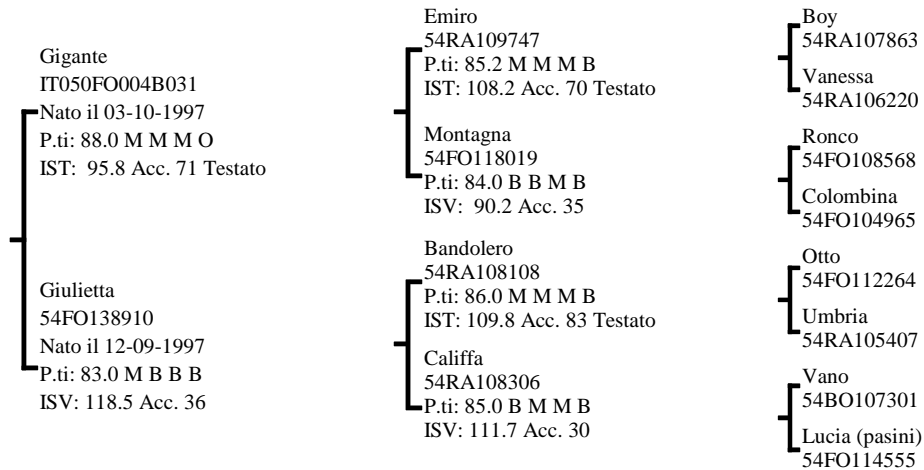 Gigante
IT050FO004B031
Nato il 03-10-1997
P.ti: 88.0 M M M O
IST: 95.8 Acc. 71 Testato
Giulietta
54FO138910
Nato il 12-09-1997
P.ti: 83.0 M B B B
ISV: 118.5 Acc. 36
Emiro
54RA109747
P.ti: 85.2 M M M B
IST: 108.2 Acc. 70 Testato
Montagna
54FO118019
P.ti: 84.0 B B M B
ISV: 90.2 Acc. 35
Bandolero
54RA108108
P.ti: 86.0 M M M B
IST: 109.8 Acc. 83 Testato
Califfa
54RA108306
P.ti: 85.0 B M M B
ISV: 111.7 Acc. 30
Boy
54RA107863
Vanessa
54RA106220
Ronco
54FO108568
Colombina
54FO104965
Otto
54FO112264
Umbria
54RA105407
Vano
54BO107301
Lucia (pasini)
54FO114555